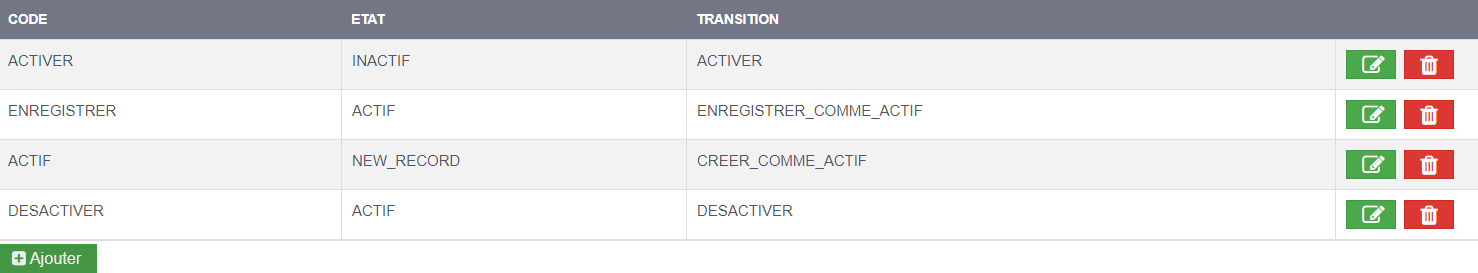 CODE ETAT TRANSITION
ACTIVER INACTIF ACTIVER
ENREGISTRER ACTIF ENREGISTRER_COMME_ACTIF
ACTIF NEW_RECORD CREER_COMME_ACTIF
DESACTIVER ACTIF DESACTIVER
Ajouter